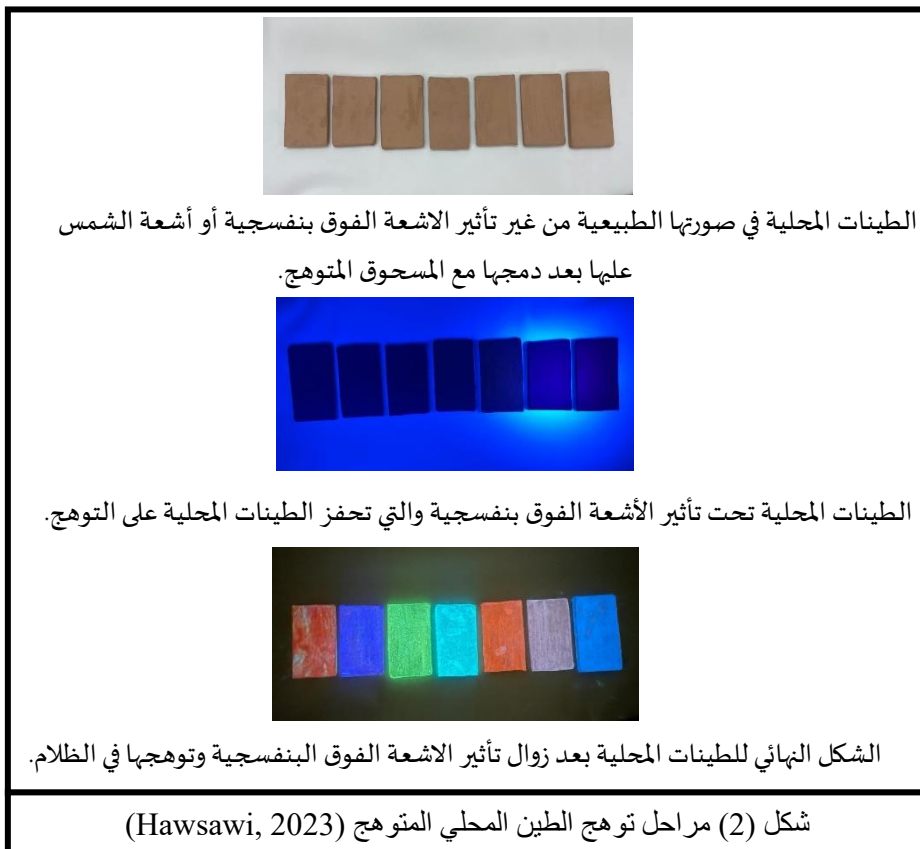 الطينات المحلية في صورتها الطبيعية من غير تأثير الاشعة الفوق بنفسجية أو أشعة الشمس
عليها بعد دمجها مع المسحوق المتوهج.
الطينات المحلية تحت تأثير الأشعة الفوق بنفسجية والتي تحفز الطينات المحلية على التوهج.
الشكل النهائي للطينات المحلية بعد زوال تأثير الاشعة الفوق البنفسجية وتوهجها في الظلام.
شكل (2) مراحل توهج الطين المحلي المتوهج (Hawsawi, 2023)